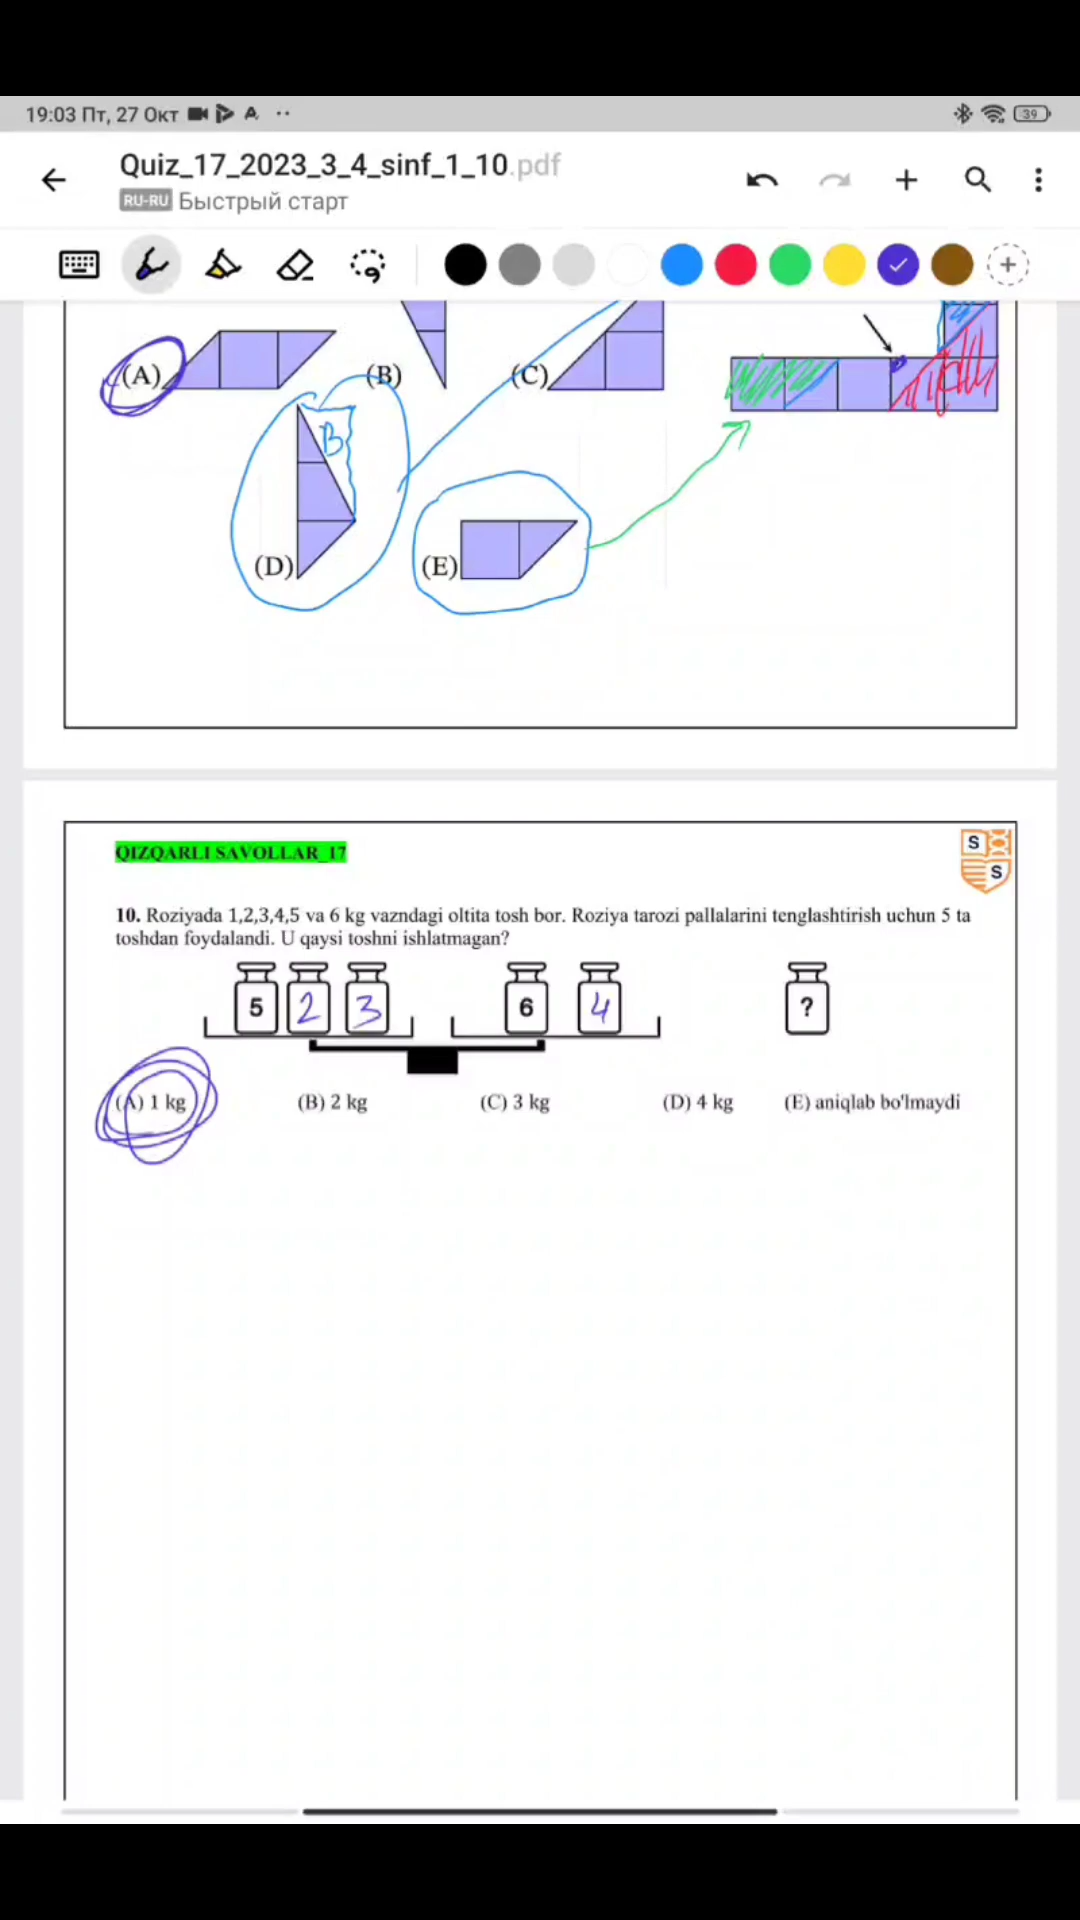 19:03 Пт, 27 Окт
39
Quiz_17_2023_3_4_sinf_1_10.pdf
RU-RU Быстрый старт
(A) (B) (C)
B
(D) (E)
QIZQARLI SAVOLLAR_17
S
S
10. Roziyada 1,2,3,4,5 va 6 kg vazndagi oltita tosh bor. Roziya tarozi pallalarini tenglashtirish uchun 5 ta
toshdan foydalandi. U qaysi toshni ishlatmagan?
5 2 3 6 4 ?
(A) 1 kg (B) 2 kg (C) 3 kg (D) 4 kg (E) aniqlab bo'lmaydi